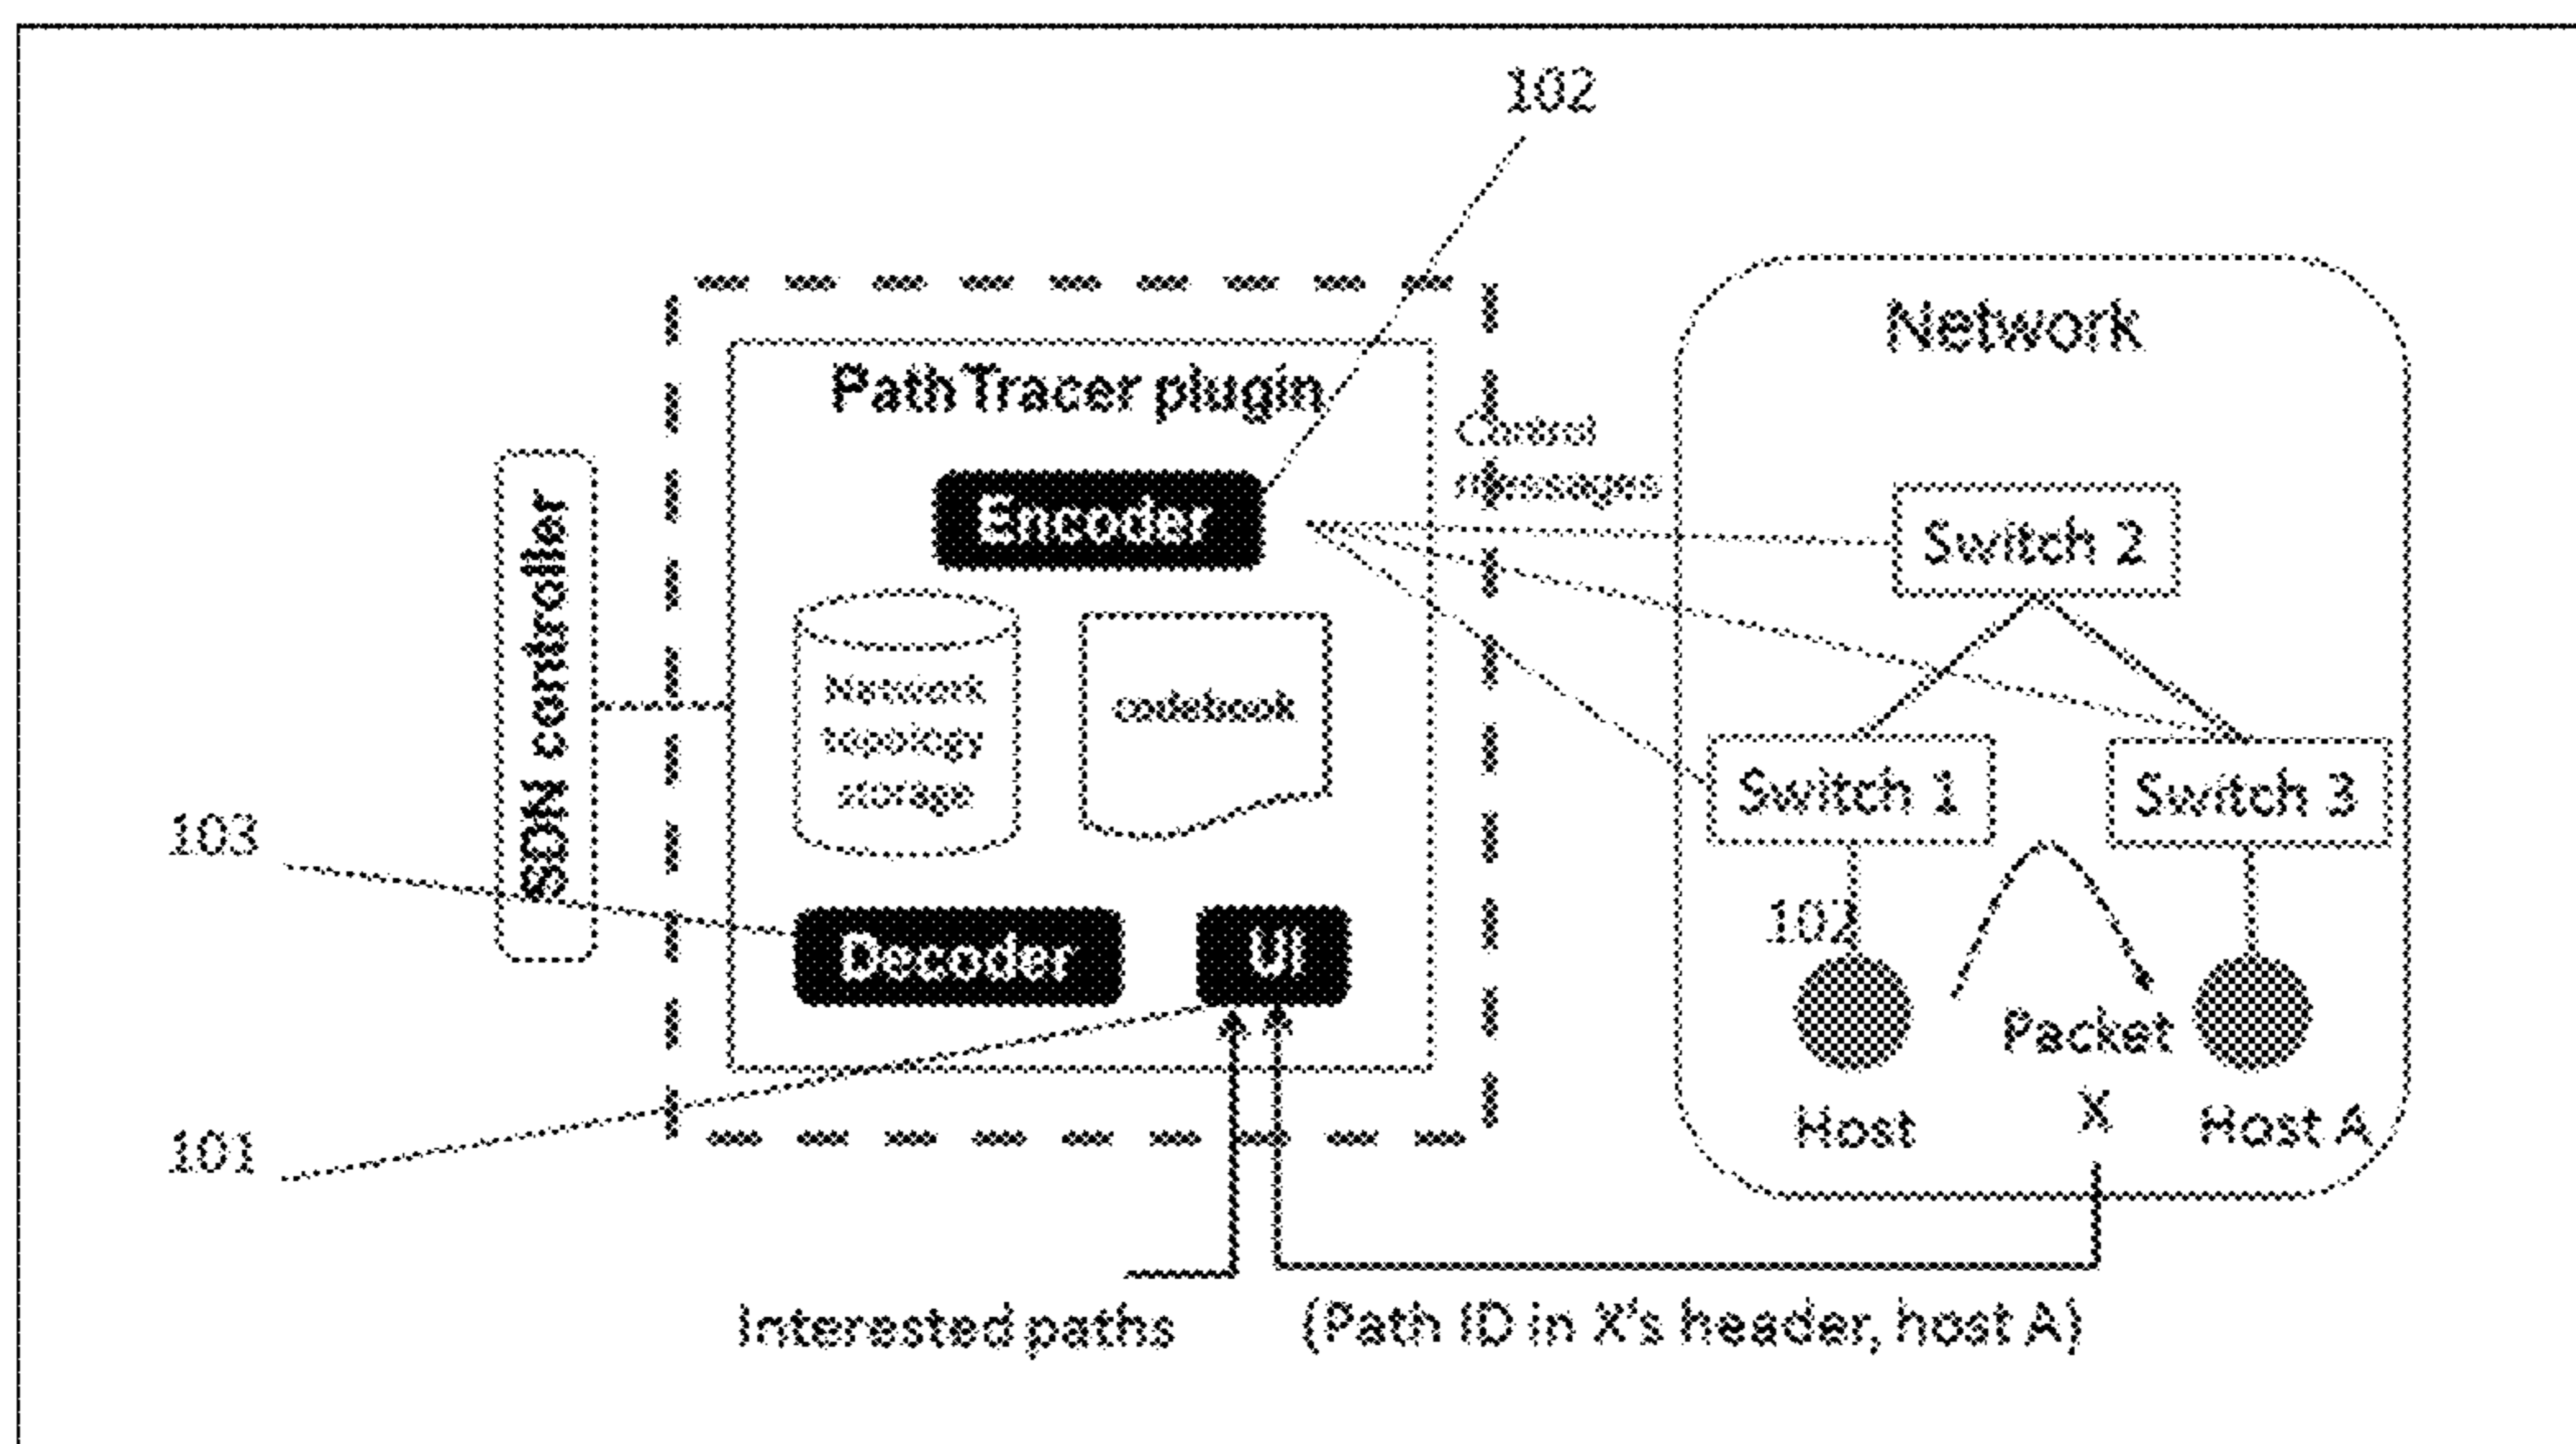 102
Network
PathTracer plugin
Control
messages
Encoder
Switch 2
SDN controller
Network
topology
storage
codebook
Switch 1
Switch 3
103
102
Decoder
UI
Packet
X
Host
Host A
101
Interested paths
(Path ID in X's header, host A)